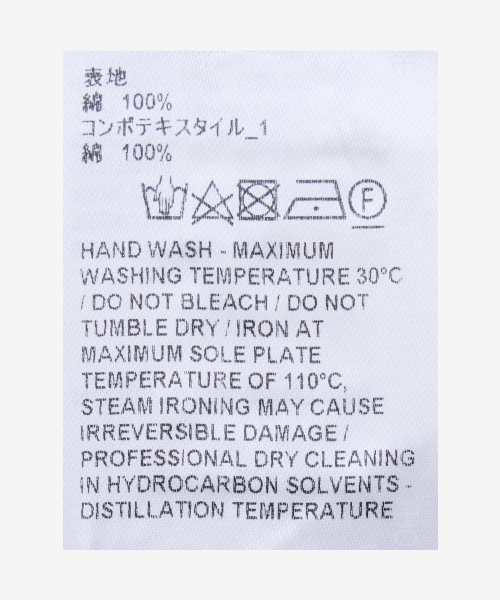 表地
綿 100%
コンポテキスタイル_1
綿 100%
F
HAND WASH - MAXIMUM
WASHING TEMPERATURE 30°C
/ DO NOT BLEACH / DO NOT
TUMBLE DRY / IRON AT
MAXIMUM SOLE PLATE
TEMPERATURE OF 110°C,
STEAM IRONING MAY CAUSE
IRREVERSIBLE DAMAGE /
PROFESSIONAL DRY CLEANING
IN HYDROCARBON SOLVENTS -
DISTILLATION TEMPERATURE